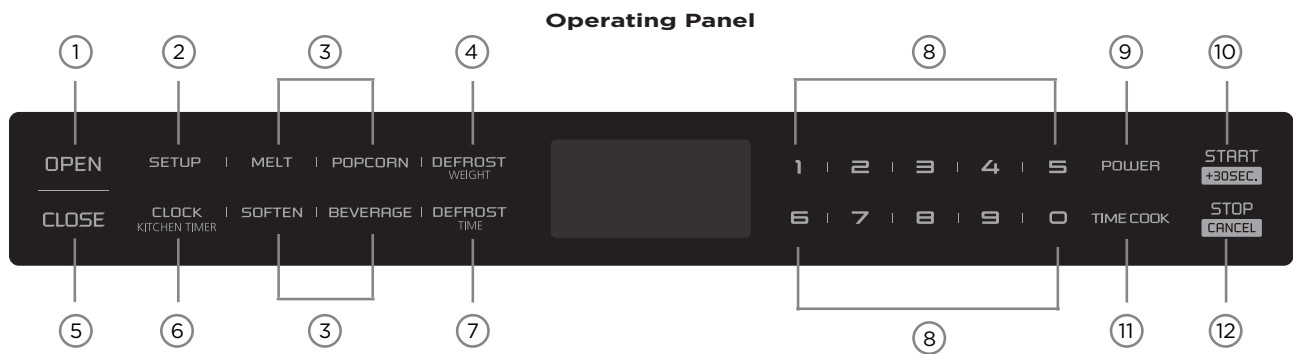 Operating Panel
1 2 3 4 8 9 10
OPEN SETUP MELT POPCORN DEFROST WEIGHT 1 2 3 4 5 POWER START +30SEC.
CLOSE CLOCK KITCHEN TIMER SOFTEN BEVERAGE DEFROST TIME 6 7 8 9 0 TIME COOK STOP CANCEL
5 6 3 7 8 11 12